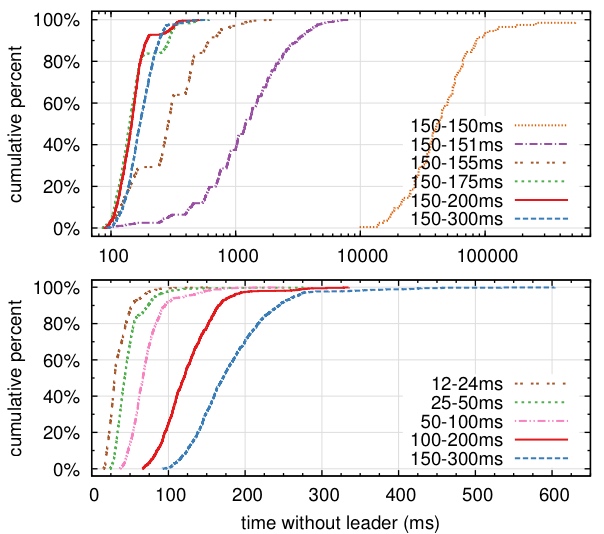 100%
80%
60%
40%
20%
0%
cumulative percent
150-150ms
150-151ms
150-155ms
150-175ms
150-200ms
150-300ms
100 1000 10000 100000
100%
80%
60%
40%
20%
0%
cumulative percent
12-24ms
25-50ms
50-100ms
100-200ms
150-300ms
0 100 200 300 400 500 600
time without leader (ms)